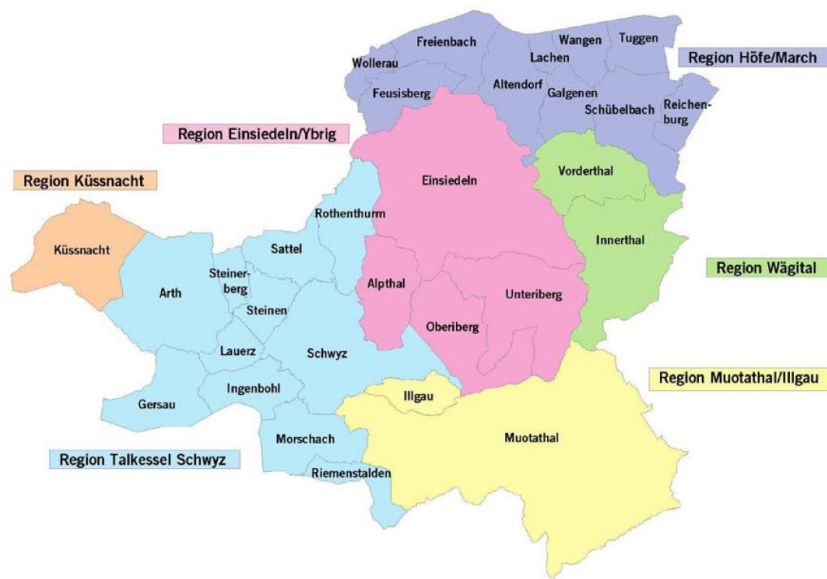 Freienbach
Wangen
Tuggen
Wollerau
Lachen
Region Höfe/March
Feusisberg
Altendorf
Galgenen
Schübelbach
Reichen-
burg
Region Einsiedeln/Ybrig
Vorderthal
Einsiedeln
Region Küssnacht
Rothenthurm
Innerthal
Küssnacht
Sattel
Steiner-
berg
Alpthal
Region Wägital
Arth
Unteriberg
Steinen
Oberiberg
Lauerz
Schwyz
Region Muotathal/Illgau
Ingenbohl
Illgau
Gersau
Morschach
Muotathal
Region Talkessel Schwyz
Riemenstalden